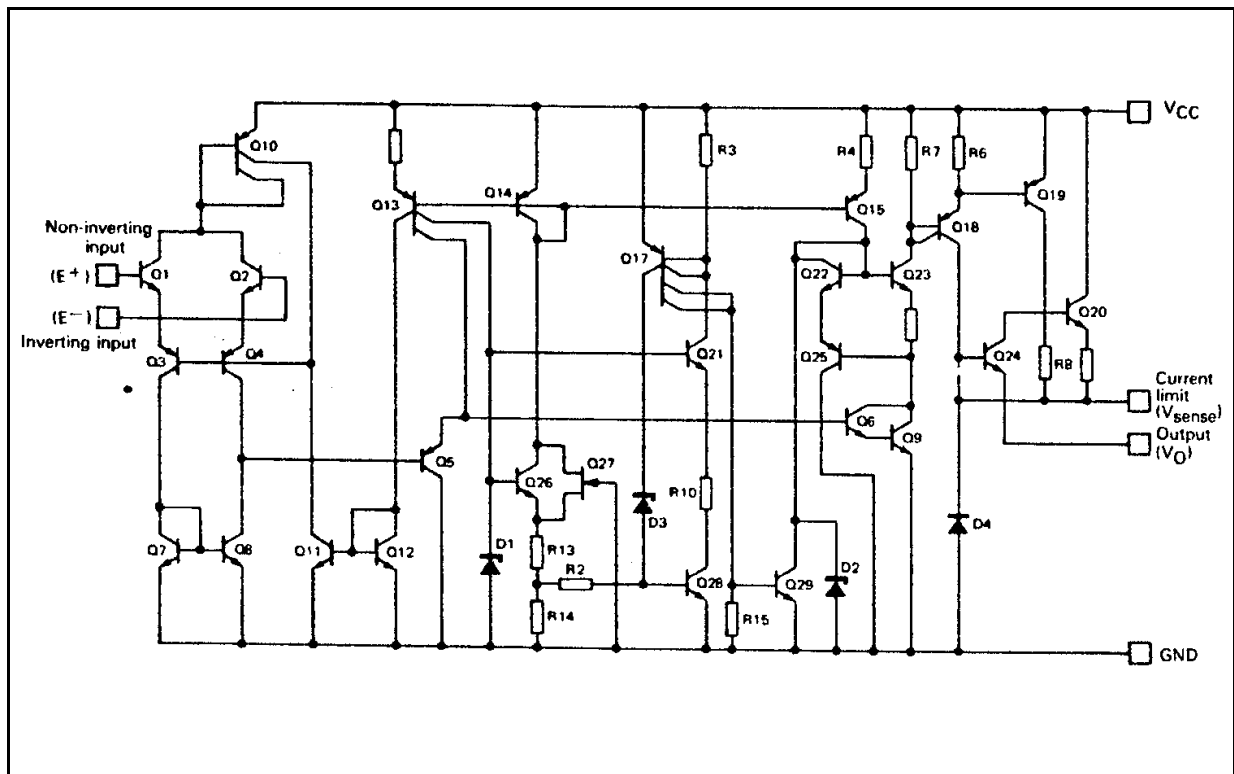 VCC
Q10
R3
R4
R7
R6
Q13
Q14
Q15
Q19
Q18
Non-inverting
input
(E+)
Q1
Q2
Q17
Q22
Q23
(E−)
Inverting input
Q20
Q3
Q4
Q21
Q25
Q24
R8
Current
limit
(Vsense)
Q6
Q9
Output
(VO)
Q5
Q27
Q26
R10
D3
D4
Q7
Q8
Q11
Q12
D1
R13
R2
Q28
Q29
D2
R14
R15
GND